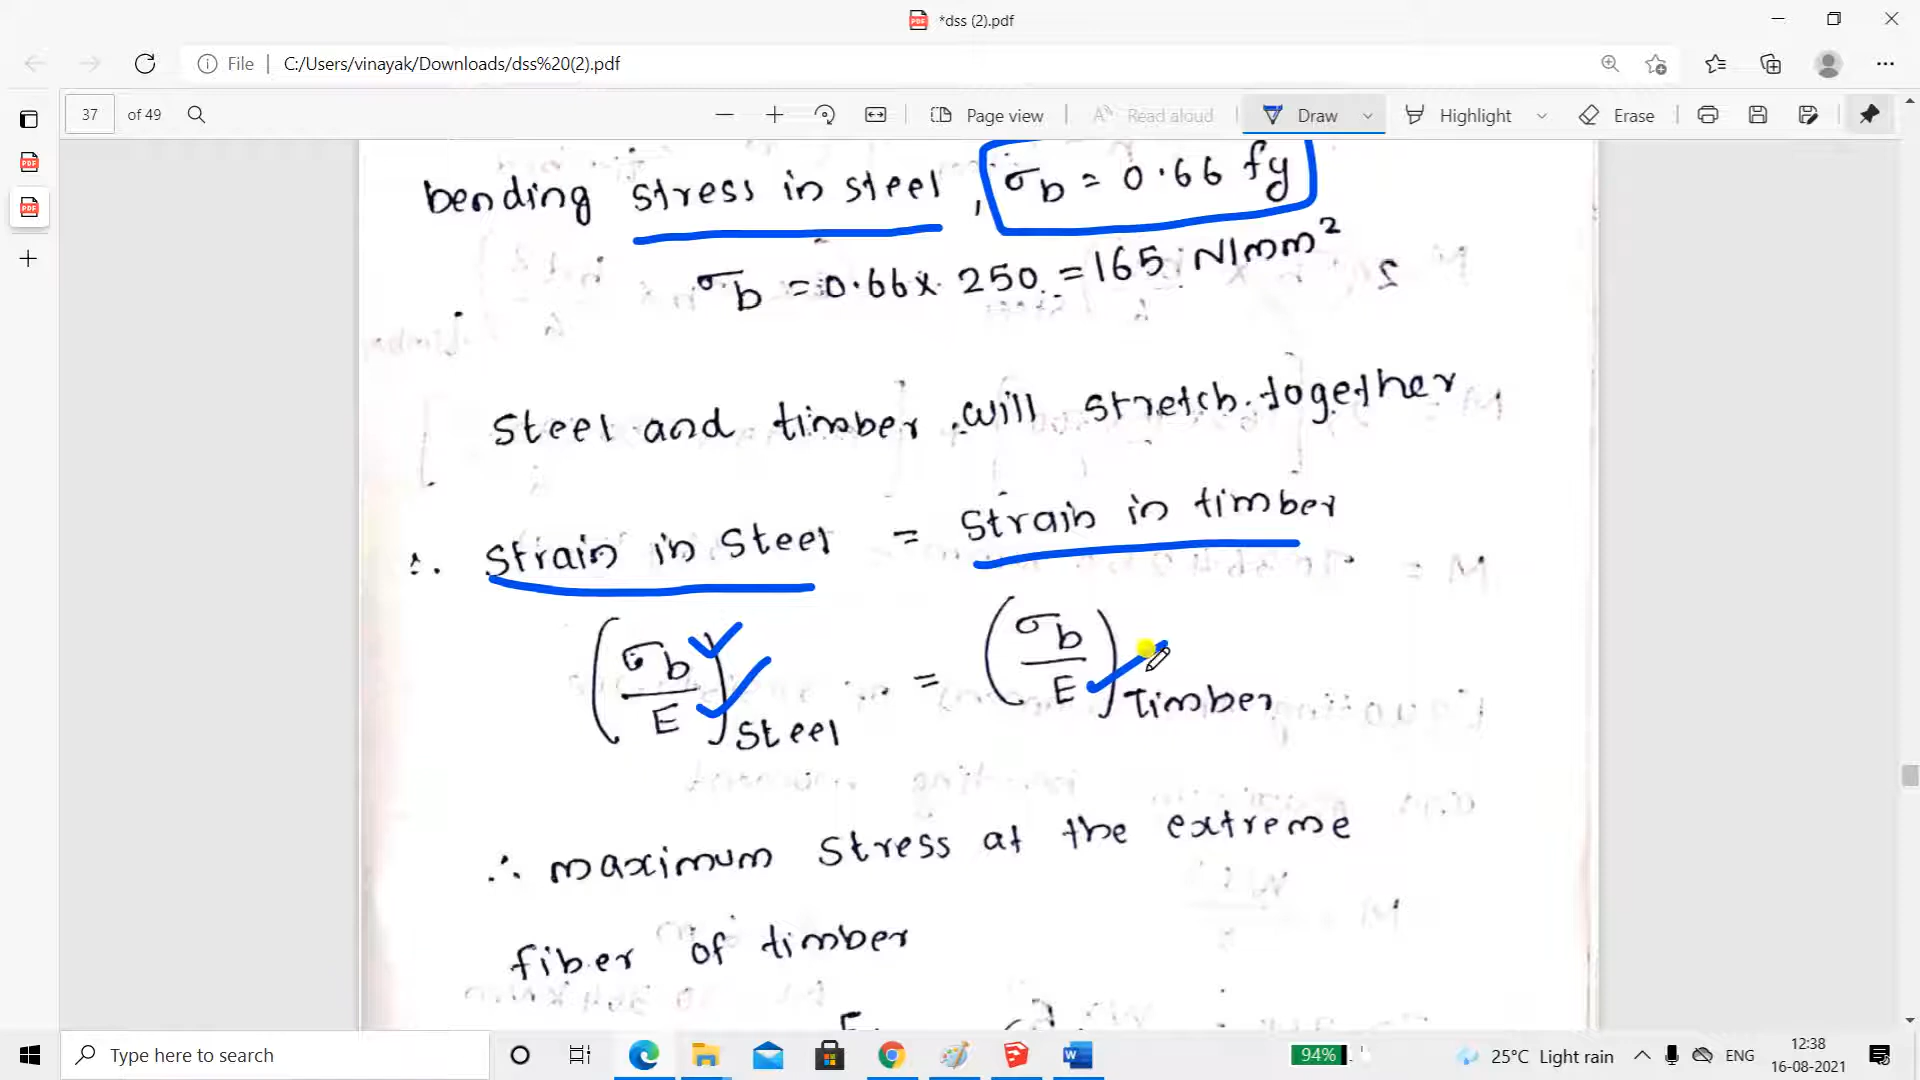 *dss (2).pdf
File | C:/Users/vinayak/Downloads/dss%20(2).pdf
37 of 49 Page view Read aloud Draw Highlight Erase
bending stress in steel, σb = 0.66 fy
σb = 0.66 x 250 = 165 N/mm²
Steel and timber will stretch together
∴ Strain in Steel = Strain in timber
(σb/E) Steel = (σb/E) Timber
∴ maximum stress at the extreme
fiber of timber
Type here to search
94%
25°C Light rain
ENG
12:38
16-08-2021